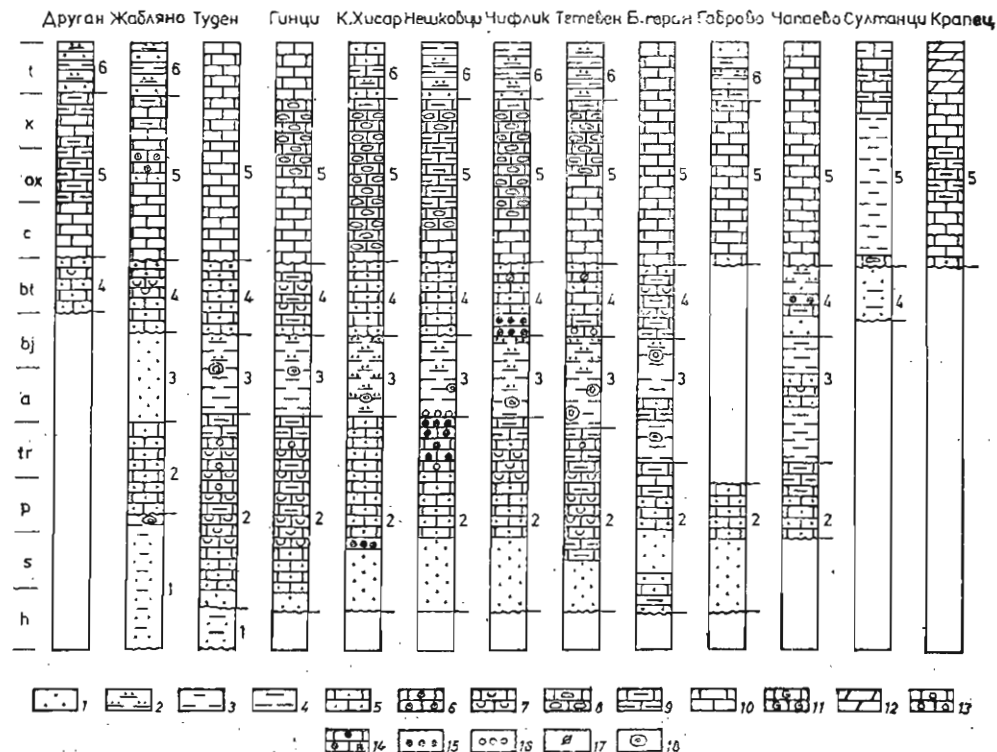 Друган Жабляно Туден Гинци К.Хисар Нешковци Чифлик Тетевен Б.геран Габрово Чапаево Султанци Крапец
t 6 6 6 6 6 6 6
x
ox 5 5 5 5 5 5 5 5 5 5 5 5 5
c
bt 4 4 4 4 4 4 4 4 4 4 4
bj
a 3 3 3 3 3 3 3 3
tr 2
p 2 2 2 2 2 2 2 2 2
s
h 1 1
1 2 3 4 5 6 7 8 9 10 11 12 13
14 15 16 17 18